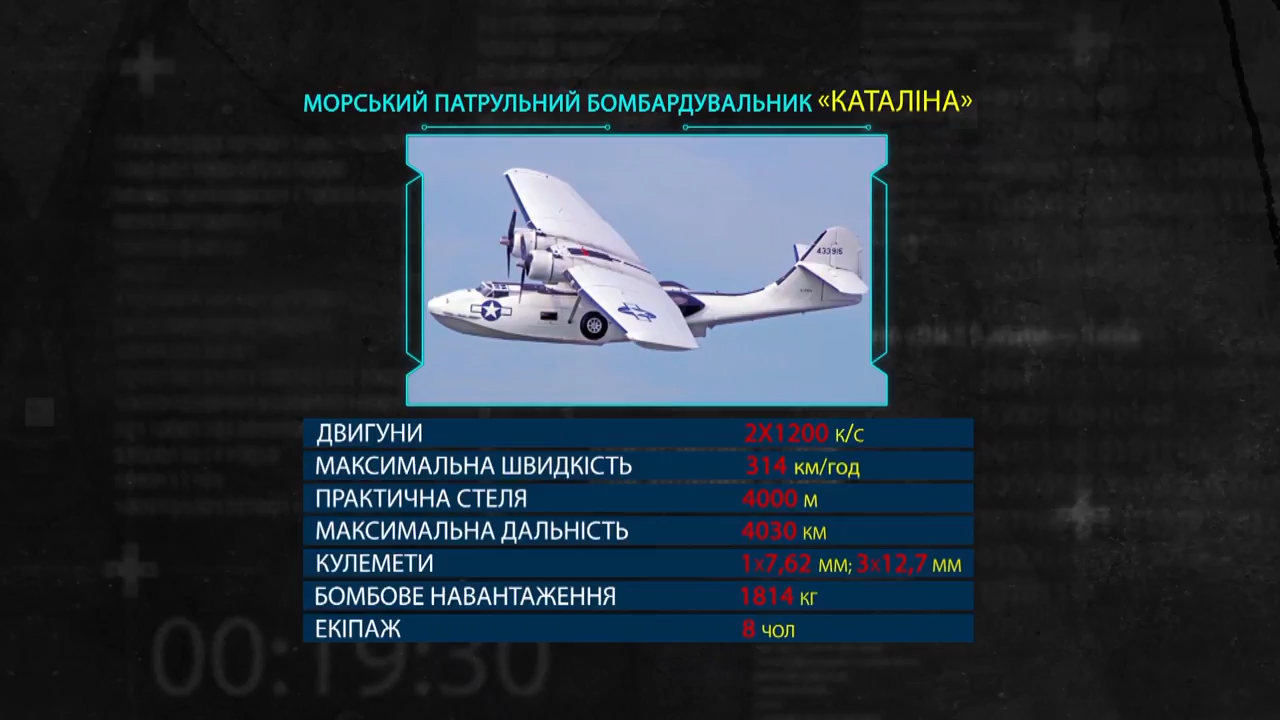 МОРСЬКИЙ ПАТРУЛЬНИЙ БОМБАРДУВАЛЬНИК «КАТАЛІНА»
433915
ДВИГУНИ 2Х1200 к/с
МАКСИМАЛЬНА ШВИДКІСТЬ 314 км/год
ПРАКТИЧНА СТЕЛЯ 4000 м
МАКСИМАЛЬНА ДАЛЬНІСТЬ 4030 км
КУЛЕМЕТИ 1х7,62 мм; 3х12,7 мм
БОМБОВЕ НАВАНТАЖЕННЯ 1814 кг
ЕКІПАЖ 8 чол
00:19:30